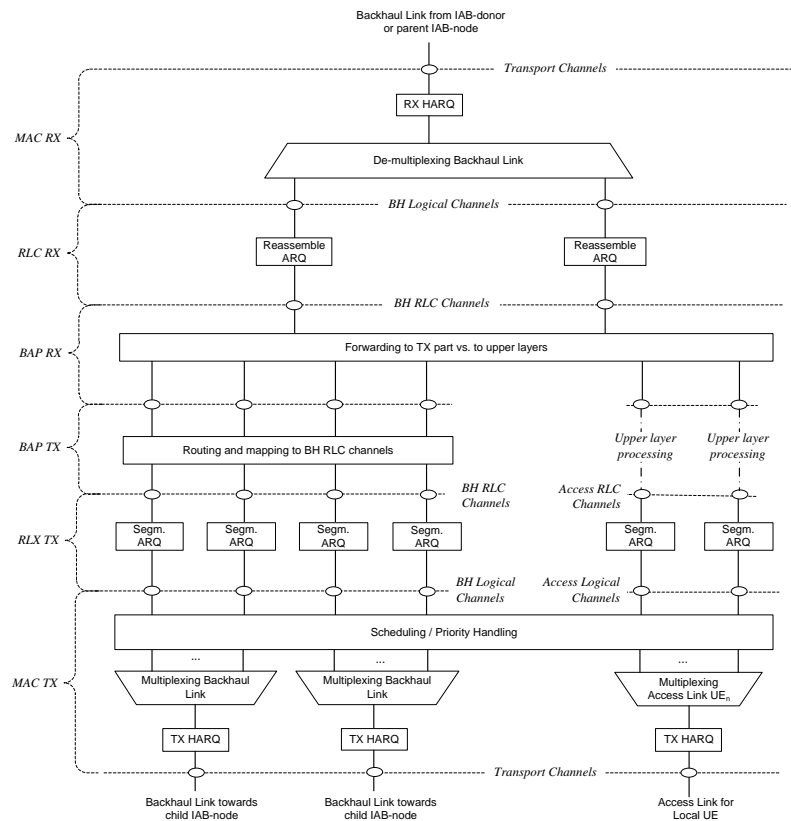 Backhaul Link from IAB-donor
or parent IAB-node
Transport Channels
RX HARQ
MAC RX
De-multiplexing Backhaul Link
BH Logical Channels
Reassemble
ARQ
Reassemble
ARQ
RLC RX
BH RLC Channels
Forwarding to TX part vs. to upper layers
BAP RX
BAP TX
Routing and mapping to BH RLC channels
Upper layer
processing
Upper layer
processing
BH RLC
Channels
Access RLC
Channels
RLX TX
Segm.
ARQ
Segm.
ARQ
Segm.
ARQ
Segm.
ARQ
Segm.
ARQ
Segm.
ARQ
BH Logical
Channels
Access Logical
Channels
Scheduling / Priority Handling
...
...
...
MAC TX
Multiplexing Backhaul
Link
Multiplexing Backhaul
Link
Multiplexing
Access Link UEn
TX HARQ
TX HARQ
TX HARQ
Transport Channels
Backhaul Link towards
child IAB-node
Backhaul Link towards
child IAB-node
Access Link for
Local UE